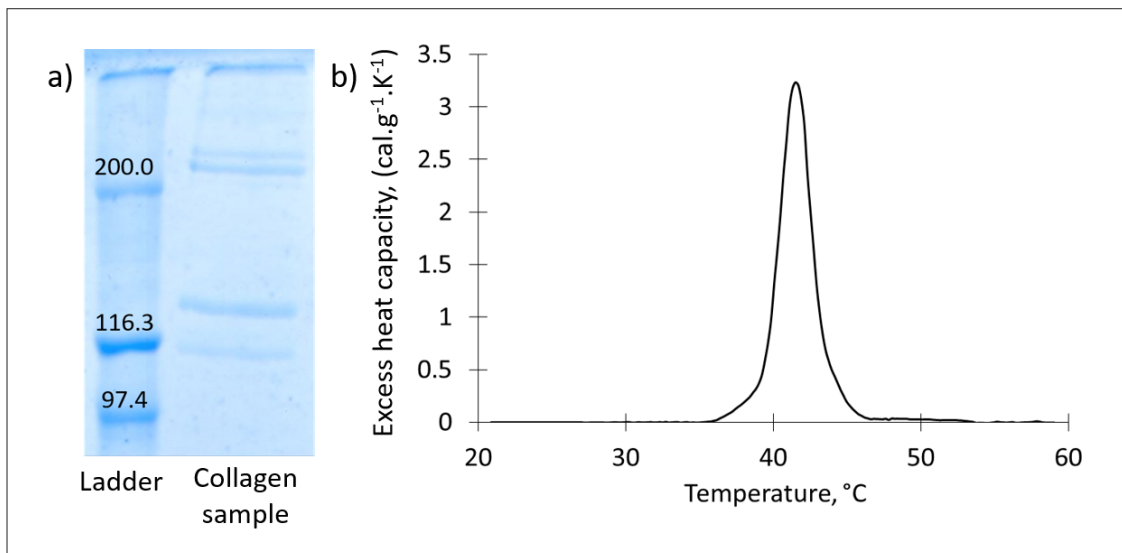 a)
200.0
116.3
97.4
Ladder
Collagen
sample
b)
Excess heat capacity, (cal.g⁻¹.K⁻¹)
3.5
3
2.5
2
1.5
1
0.5
0
20 30 40 50 60
Temperature, °C